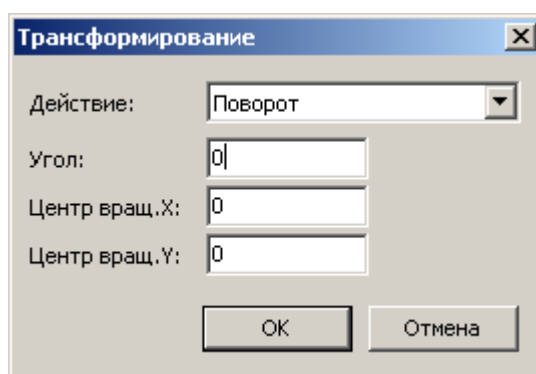 Трансформирование
Действие: Поворот
Угол: 0
Центр вращ.X: 0
Центр вращ.Y: 0
OK Отмена